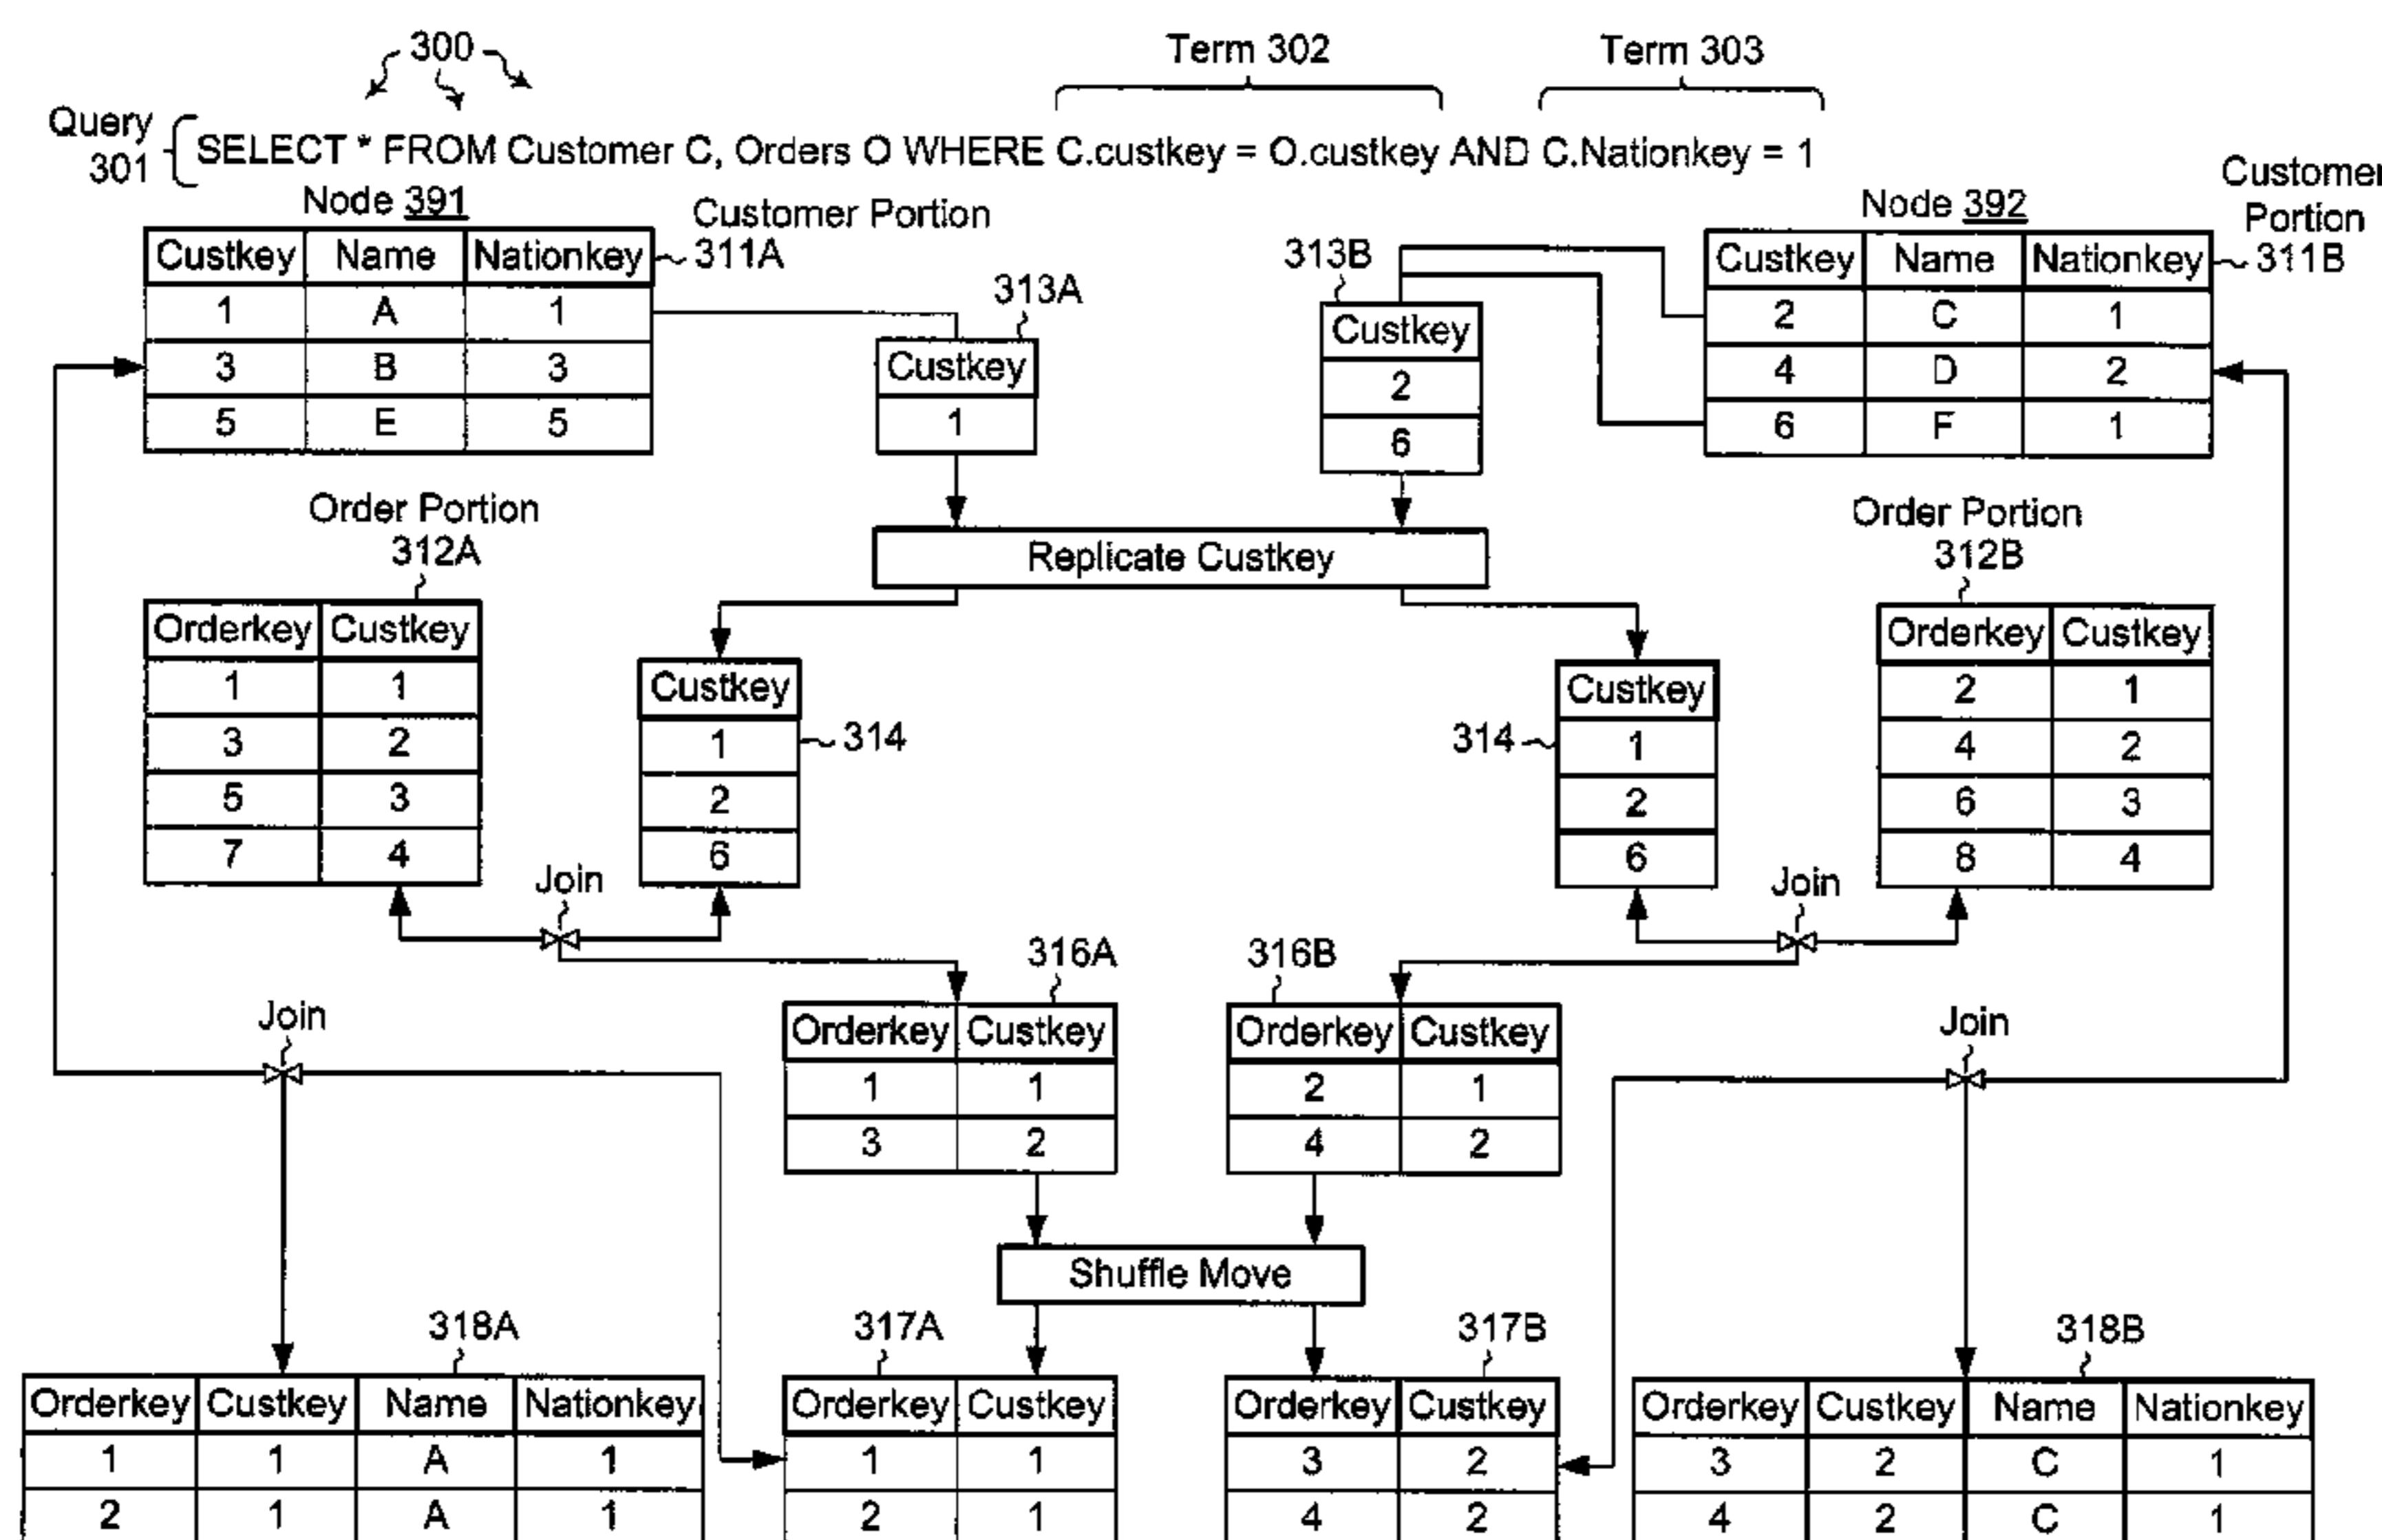 300
Term 302
Term 303
Query 301
SELECT * FROM Customer C, Orders O WHERE C.custkey = O.custkey AND C.Nationkey = 1
Node 391
Customer Portion 311A
Custkey Name Nationkey
1 A 1
3 B 3
5 E 5
313A
Custkey
1
313B
Custkey
2
6
Node 392
Customer Portion 311B
Custkey Name Nationkey
2 C 1
4 D 2
6 F 1
Replicate Custkey
Order Portion 312A
Orderkey Custkey
1 1
3 2
5 3
7 4
Custkey
1
2
6
314
314
Custkey
1
2
6
Order Portion 312B
Orderkey Custkey
2 1
4 2
6 3
8 4
Join
Join
316A
Orderkey Custkey
1 1
3 2
316B
Orderkey Custkey
2 1
4 2
Join
Join
Shuffle Move
318A
Orderkey Custkey Name Nationkey
1 1 A 1
2 1 A 1
317A
Orderkey Custkey
1 1
2 1
317B
Orderkey Custkey
3 2
4 2
318B
Orderkey Custkey Name Nationkey
3 2 C 1
4 2 C 1